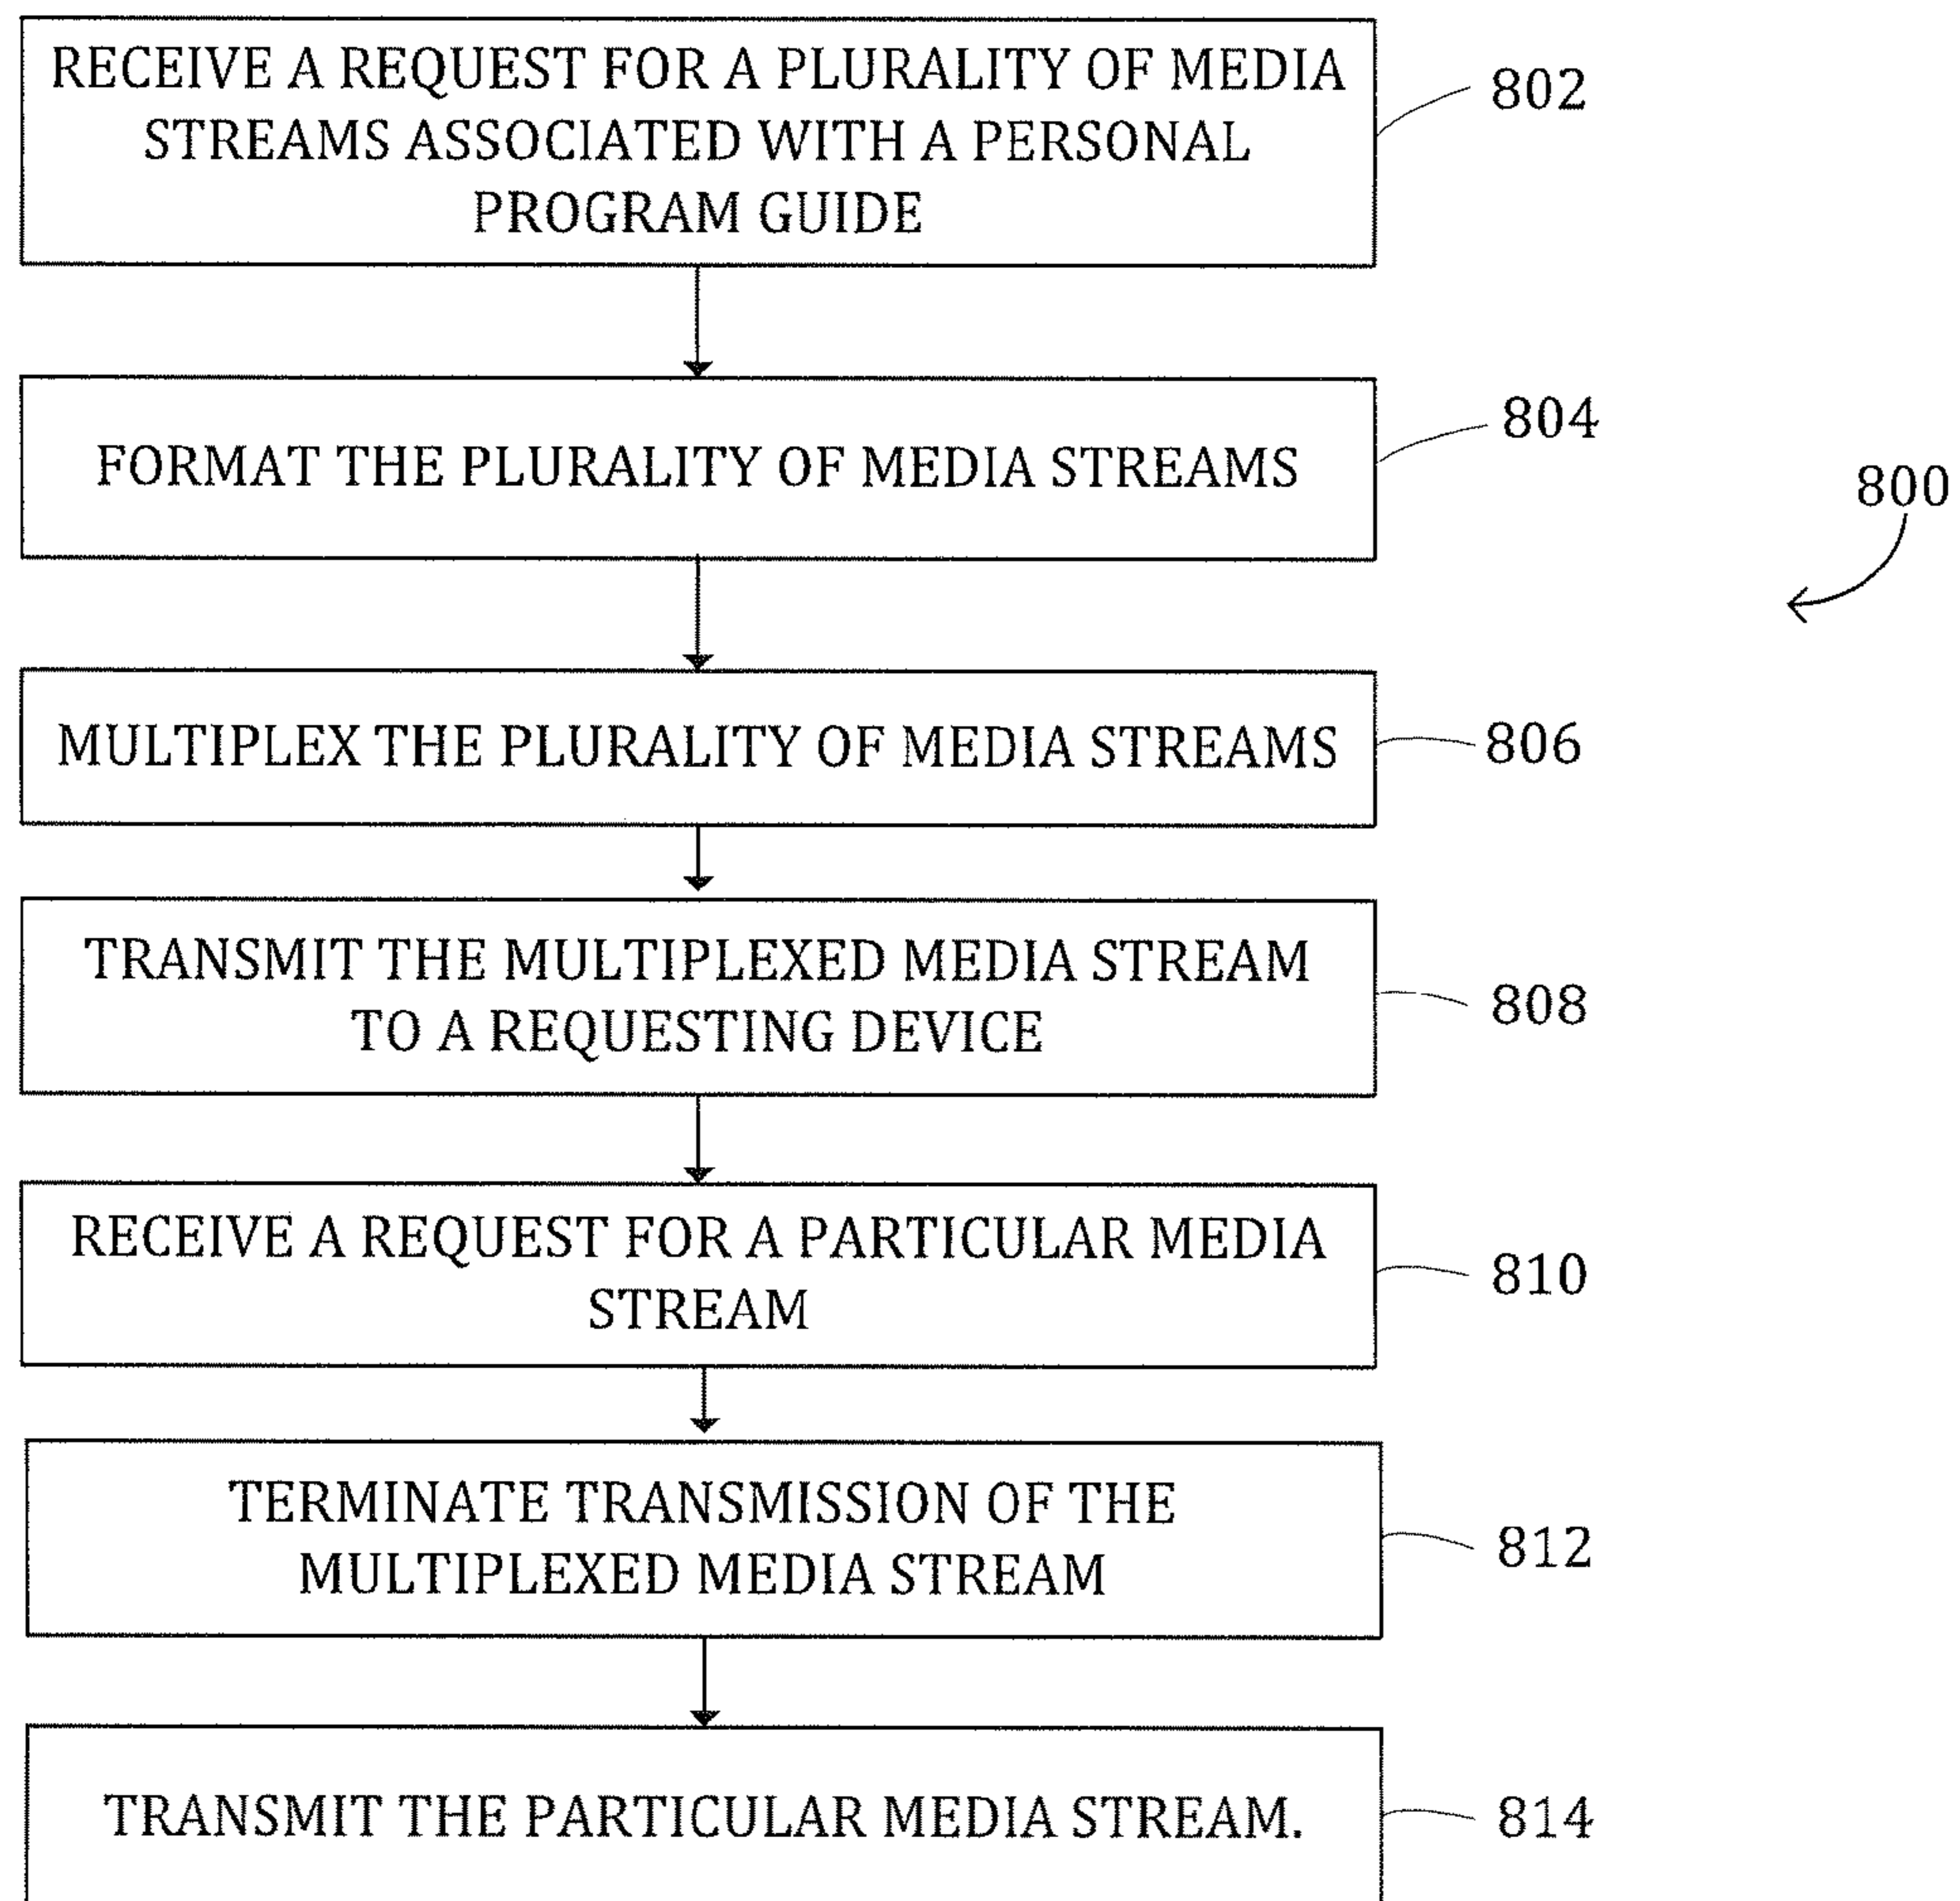 RECEIVE A REQUEST FOR A PLURALITY OF MEDIA
STREAMS ASSOCIATED WITH A PERSONAL
PROGRAM GUIDE
802
FORMAT THE PLURALITY OF MEDIA STREAMS
804
800
MULTIPLEX THE PLURALITY OF MEDIA STREAMS
806
TRANSMIT THE MULTIPLEXED MEDIA STREAM
TO A REQUESTING DEVICE
808
RECEIVE A REQUEST FOR A PARTICULAR MEDIA
STREAM
810
TERMINATE TRANSMISSION OF THE
MULTIPLEXED MEDIA STREAM
812
TRANSMIT THE PARTICULAR MEDIA STREAM.
814